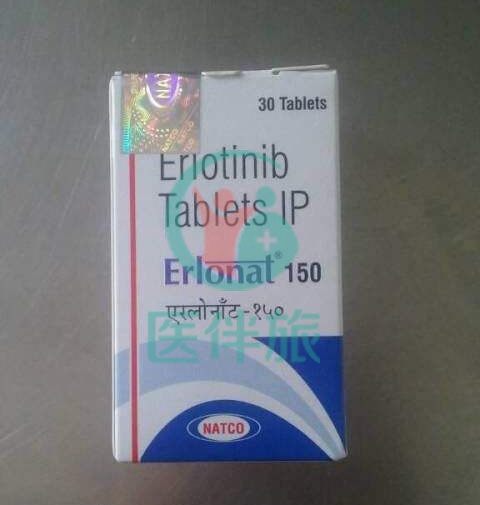 30 Tablets
Erlotinib
Tablets IP
Erlonat® 150
एरलोनाँट-१५०
医伴旅
NATCO